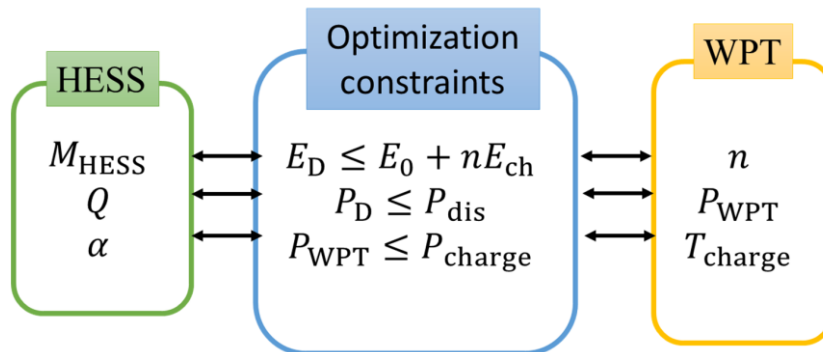 HESS
M_HESS
Q
α
Optimization
constraints
E_D ≤ E_0 + nE_ch
P_D ≤ P_dis
P_WPT ≤ P_charge
WPT
n
P_WPT
T_charge